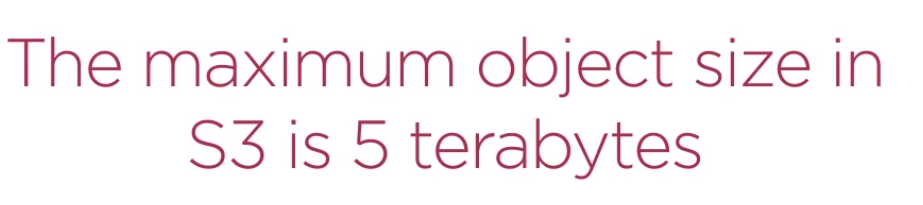 The maximum object size in
S3 is 5 terabytes